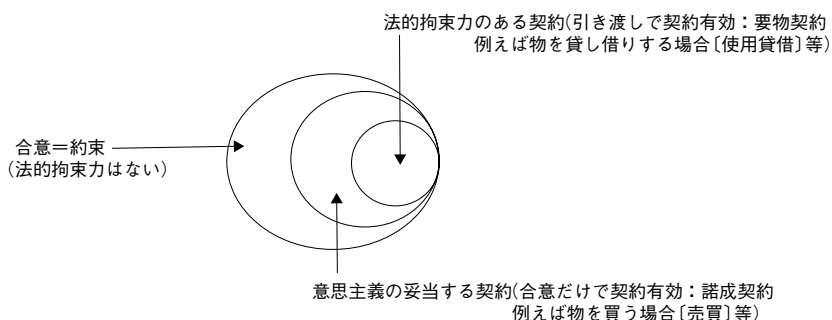 法的拘束力のある契約(引き渡しで契約有効：要物契約
例えば物を貸し借りする場合〔使用貸借〕等)
合意＝約束
(法的拘束力はない)
意思主義の妥当する契約(合意だけで契約有効：諾成契約
例えば物を買う場合〔売買〕等)